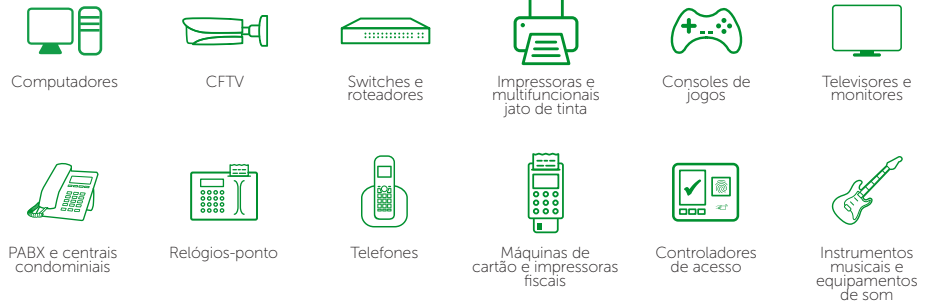 Computadores
CFTV
Switches e
roteadores
Impressoras e
multifuncionais
jato de tinta
Consoles de
jogos
Televisores e
monitores
PABX e centrais
condominiais
Relógios-ponto
Telefones
Máquinas de
cartão e impressoras
fiscais
Controladores
de acesso
Instrumentos
musicais e
equipamentos
de som